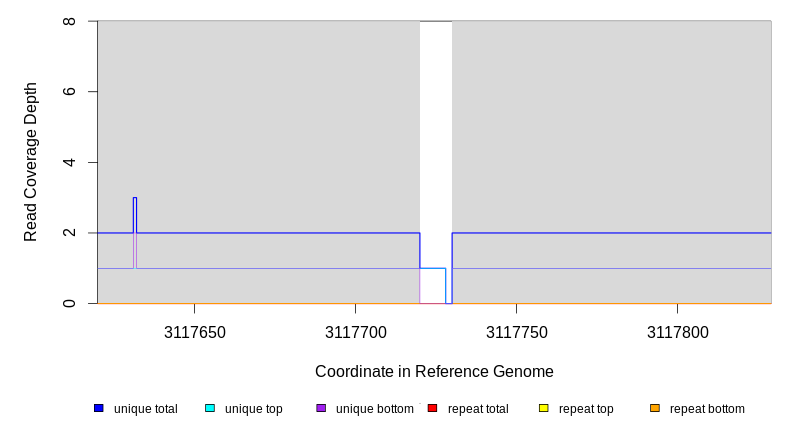 8
6
4
2
0
Read Coverage Depth
3117650 3117700 3117750 3117800
Coordinate in Reference Genome
unique total unique top unique bottom repeat total repeat top repeat bottom